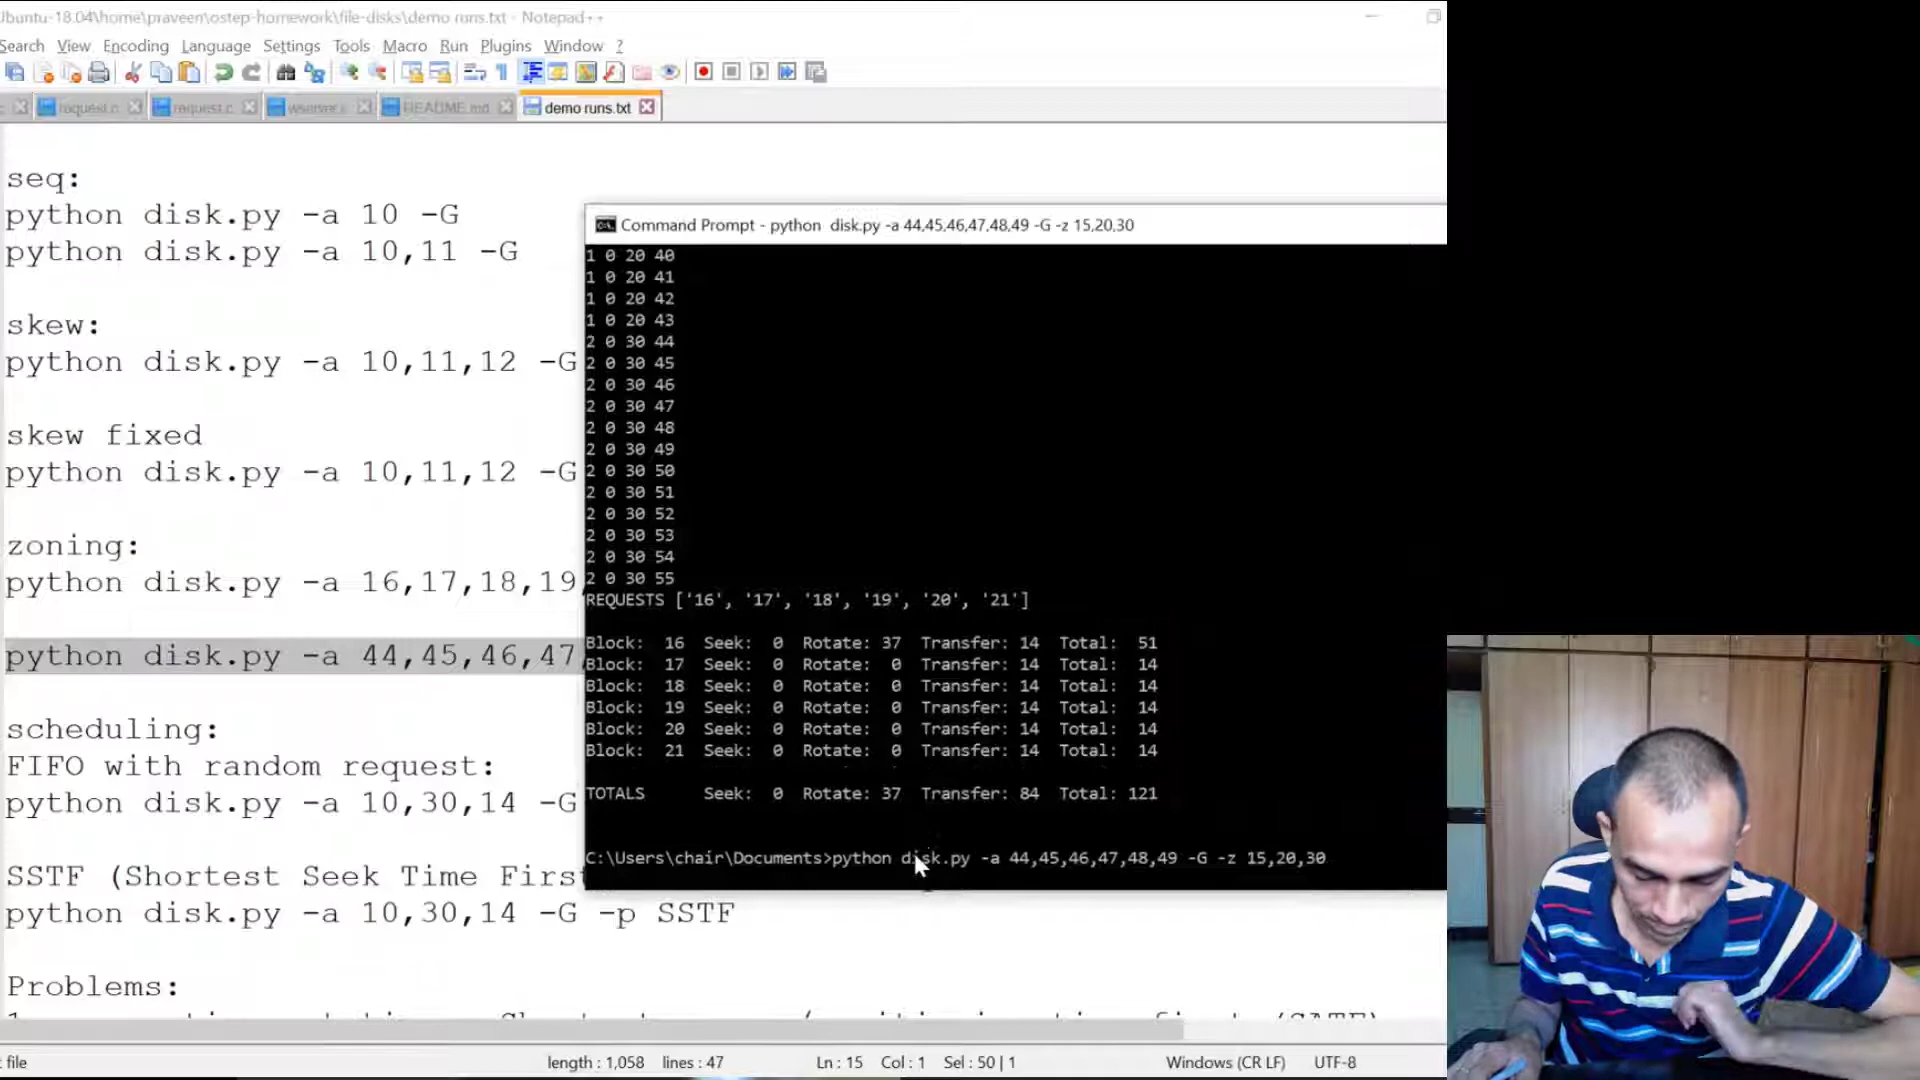 Ubuntu-18.04\home\praveen\ostep-homework\file-disks\demo runs.txt - Notepad++
Search View Encoding Language Settings Tools Macro Run Plugins Window ?
request.c request.c wserver.c README.md demo runs.txt
seq:
python disk.py -a 10 -G
python disk.py -a 10,11 -G
skew:
python disk.py -a 10,11,12 -G
skew fixed
python disk.py -a 10,11,12 -G
zoning:
python disk.py -a 16,17,18,19,
python disk.py -a 44,45,46,47,
scheduling:
FIFO with random request:
python disk.py -a 10,30,14 -G
SSTF (Shortest Seek Time First
python disk.py -a 10,30,14 -G -p SSTF
Problems:
Command Prompt - python disk.py -a 44,45,46,47,48,49 -G -z 15,20,30
1 0 20 40
1 0 20 41
1 0 20 42
1 0 20 43
2 0 30 44
2 0 30 45
2 0 30 46
2 0 30 47
2 0 30 48
2 0 30 49
2 0 30 50
2 0 30 51
2 0 30 52
2 0 30 53
2 0 30 54
2 0 30 55
REQUESTS ['16', '17', '18', '19', '20', '21']
Block: 16 Seek: 0 Rotate: 37 Transfer: 14 Total: 51
Block: 17 Seek: 0 Rotate: 0 Transfer: 14 Total: 14
Block: 18 Seek: 0 Rotate: 0 Transfer: 14 Total: 14
Block: 19 Seek: 0 Rotate: 0 Transfer: 14 Total: 14
Block: 20 Seek: 0 Rotate: 0 Transfer: 14 Total: 14
Block: 21 Seek: 0 Rotate: 0 Transfer: 14 Total: 14
TOTALS Seek: 0 Rotate: 37 Transfer: 84 Total: 121
C:\Users\chair\Documents>python disk.py -a 44,45,46,47,48,49 -G -z 15,20,30
file length : 1,058 lines : 47 Ln : 15 Col : 1 Sel : 50 | 1 Windows (CR LF) UTF-8